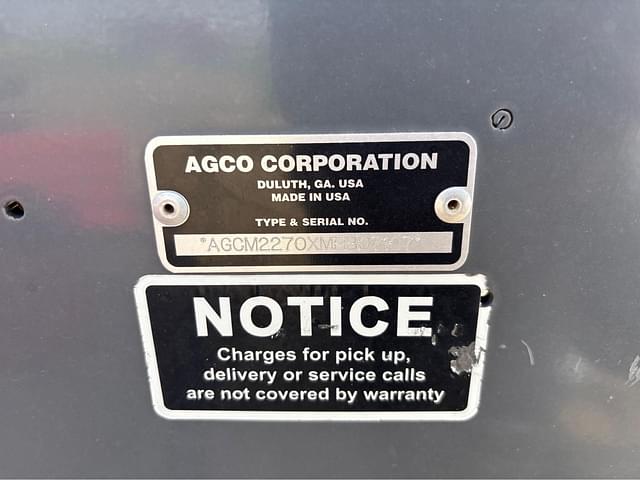 AGCO CORPORATION
DULUTH, GA. USA
MADE IN USA
TYPE & SERIAL NO.
NOTICE
Charges for pick up,
delivery or service calls
are not covered by warranty